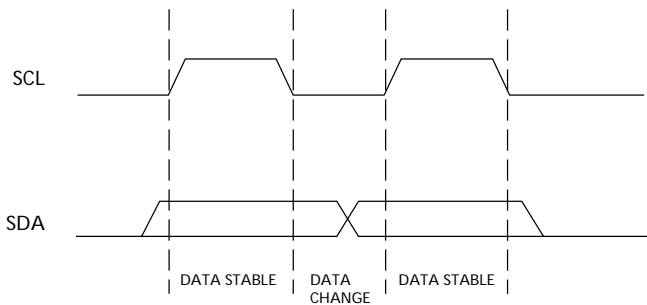 SCL
SDA
DATA STABLE
DATA
CHANGE
DATA STABLE